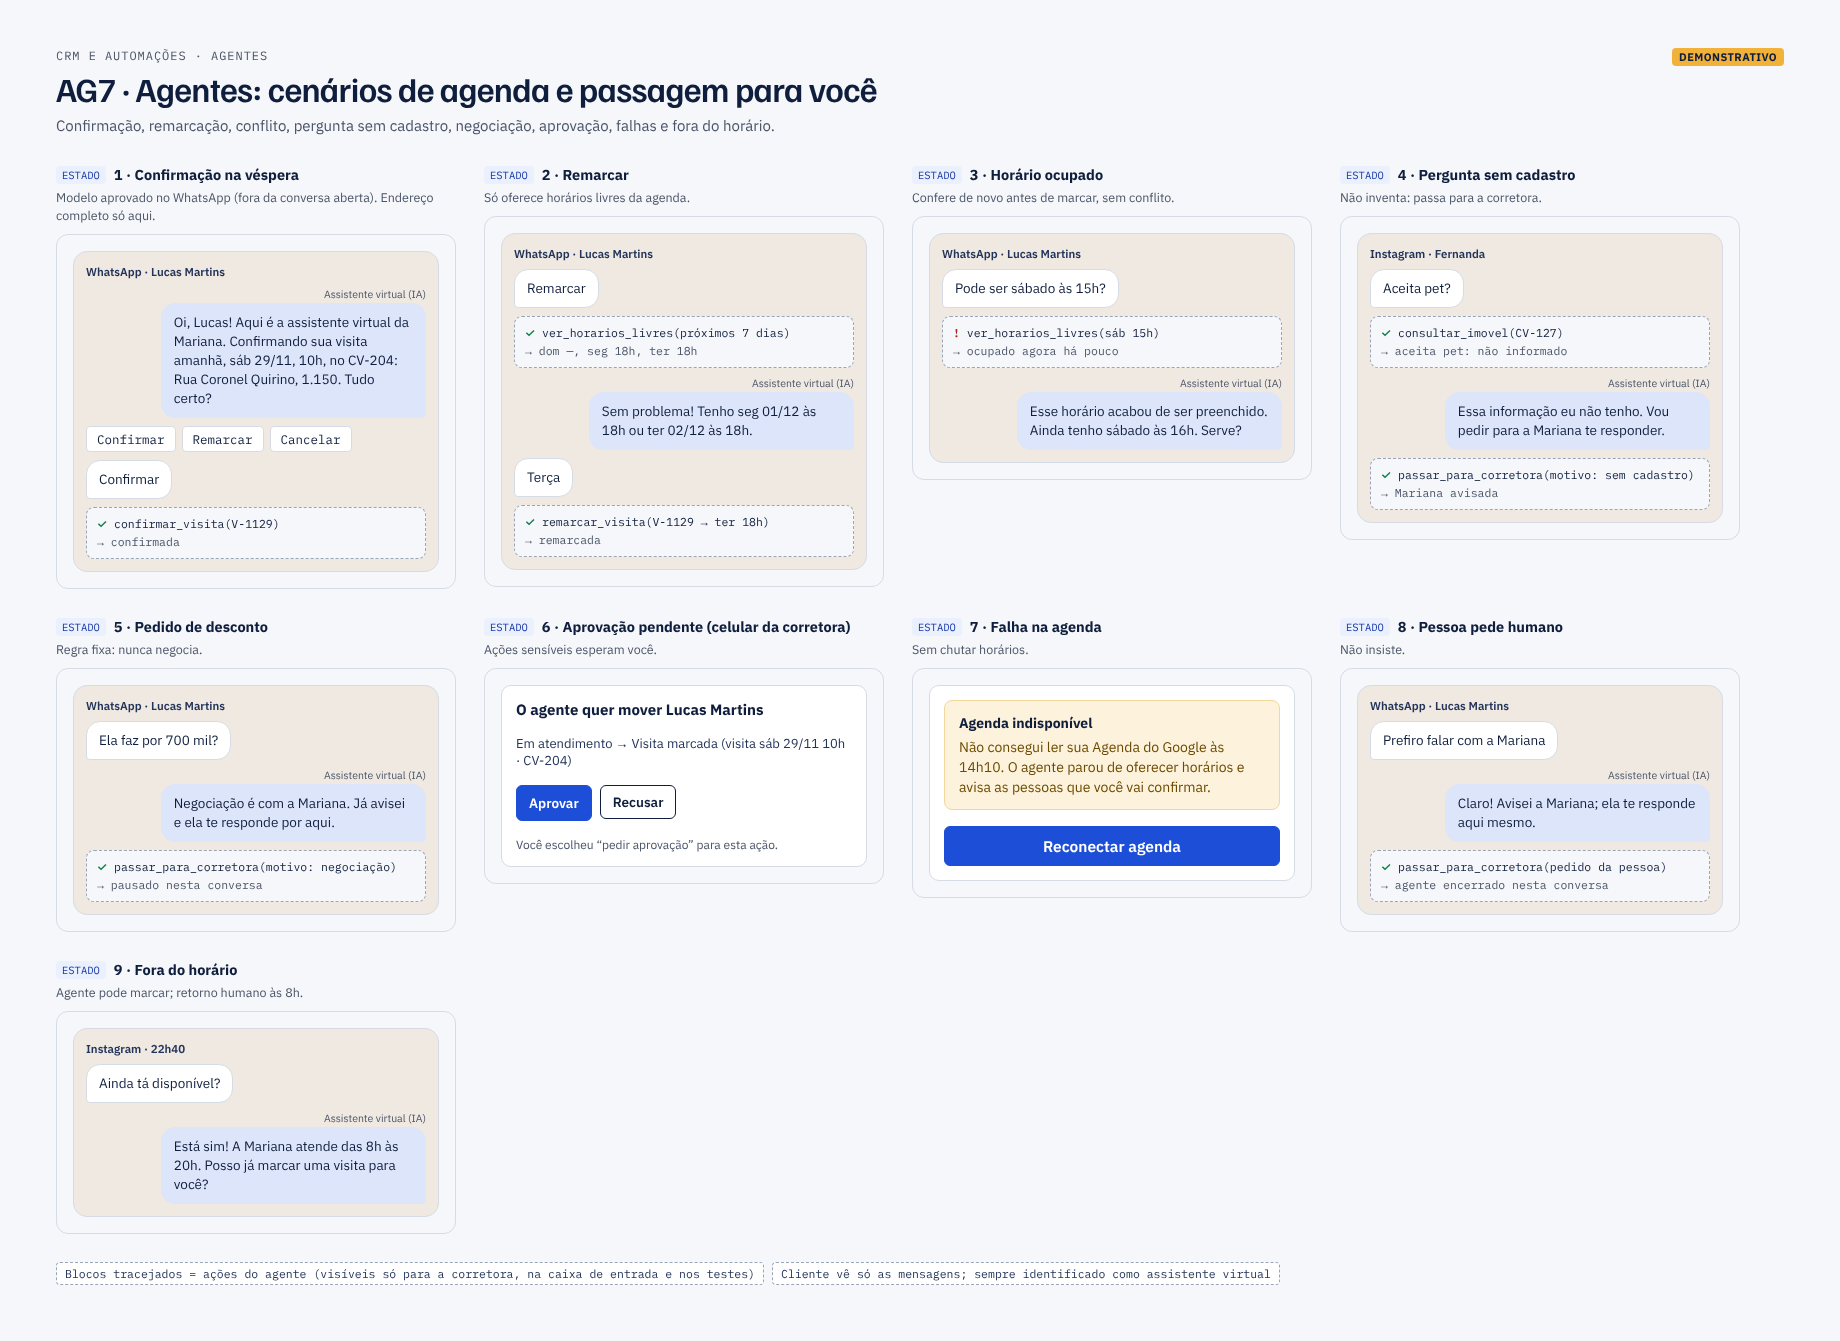 CRM E AUTOMAÇÕES · AGENTES
DEMONSTRATIVO
AG7 · Agentes: cenários de agenda e passagem para você
Confirmação, remarcação, conflito, pergunta sem cadastro, negociação, aprovação, falhas e fora do horário.
ESTADO 1 · Confirmação na véspera
Modelo aprovado no WhatsApp (fora da conversa aberta). Endereço
completo só aqui.
WhatsApp · Lucas Martins
Assistente virtual (IA)
Oi, Lucas! Aqui é a assistente virtual da
Mariana. Confirmando sua visita
amanhã, sáb 29/11, 10h, no CV-204:
Rua Coronel Quirino, 1.150. Tudo
certo?
Confirmar Remarcar Cancelar
Confirmar
✓ confirmar_visita(V-1129)
→ confirmada
ESTADO 2 · Remarcar
Só oferece horários livres da agenda.
WhatsApp · Lucas Martins
Remarcar
✓ ver_horarios_livres(próximos 7 dias)
→ dom —, seg 18h, ter 18h
Assistente virtual (IA)
Sem problema! Tenho seg 01/12 às
18h ou ter 02/12 às 18h.
Terça
✓ remarcar_visita(V-1129 → ter 18h)
→ remarcada
ESTADO 3 · Horário ocupado
Confere de novo antes de marcar, sem conflito.
WhatsApp · Lucas Martins
Pode ser sábado às 15h?
! ver_horarios_livres(sáb 15h)
→ ocupado agora há pouco
Assistente virtual (IA)
Esse horário acabou de ser preenchido.
Ainda tenho sábado às 16h. Serve?
ESTADO 4 · Pergunta sem cadastro
Não inventa: passa para a corretora.
Instagram · Fernanda
Aceita pet?
✓ consultar_imovel(CV-127)
→ aceita pet: não informado
Assistente virtual (IA)
Essa informação eu não tenho. Vou
pedir para a Mariana te responder.
✓ passar_para_corretora(motivo: sem cadastro)
→ Mariana avisada
ESTADO 5 · Pedido de desconto
Regra fixa: nunca negocia.
WhatsApp · Lucas Martins
Ela faz por 700 mil?
Assistente virtual (IA)
Negociação é com a Mariana. Já avisei
e ela te responde por aqui.
✓ passar_para_corretora(motivo: negociação)
→ pausado nesta conversa
ESTADO 6 · Aprovação pendente (celular da corretora)
Ações sensíveis esperam você.
O agente quer mover Lucas Martins
Em atendimento → Visita marcada (visita sáb 29/11 10h
· CV-204)
Aprovar Recusar
Você escolheu “pedir aprovação” para esta ação.
ESTADO 7 · Falha na agenda
Sem chutar horários.
Agenda indisponível
Não consegui ler sua Agenda do Google às
14h10. O agente parou de oferecer horários e
avisa as pessoas que você vai confirmar.
Reconectar agenda
ESTADO 8 · Pessoa pede humano
Não insiste.
WhatsApp · Lucas Martins
Prefiro falar com a Mariana
Assistente virtual (IA)
Claro! Avisei a Mariana; ela te responde
aqui mesmo.
✓ passar_para_corretora(pedido da pessoa)
→ agente encerrado nesta conversa
ESTADO 9 · Fora do horário
Agente pode marcar; retorno humano às 8h.
Instagram · 22h40
Ainda tá disponível?
Assistente virtual (IA)
Está sim! A Mariana atende das 8h às
20h. Posso já marcar uma visita para
você?
Blocos tracejados = ações do agente (visíveis só para a corretora, na caixa de entrada e nos testes)
Cliente vê só as mensagens; sempre identificado como assistente virtual